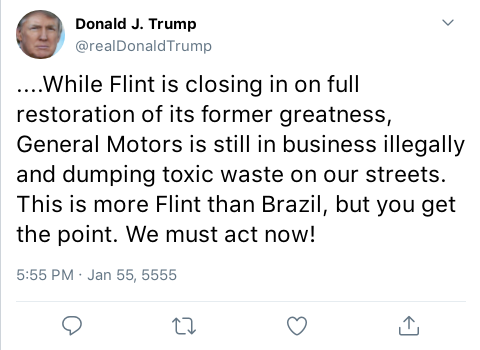 Donald J. Trump
@realDonaldTrump
....While Flint is closing in on full
restoration of its former greatness,
General Motors is still in business illegally
and dumping toxic waste on our streets.
This is more Flint than Brazil, but you get
the point. We must act now!
5:55 PM · Jan 55, 5555